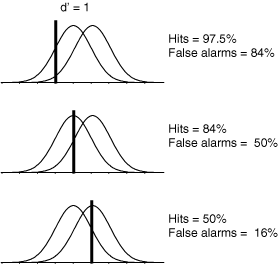 d' = 1
Hits = 97.5%
False alarms = 84%
Hits = 84%
False alarms = 50%
Hits = 50%
False alarms = 16%